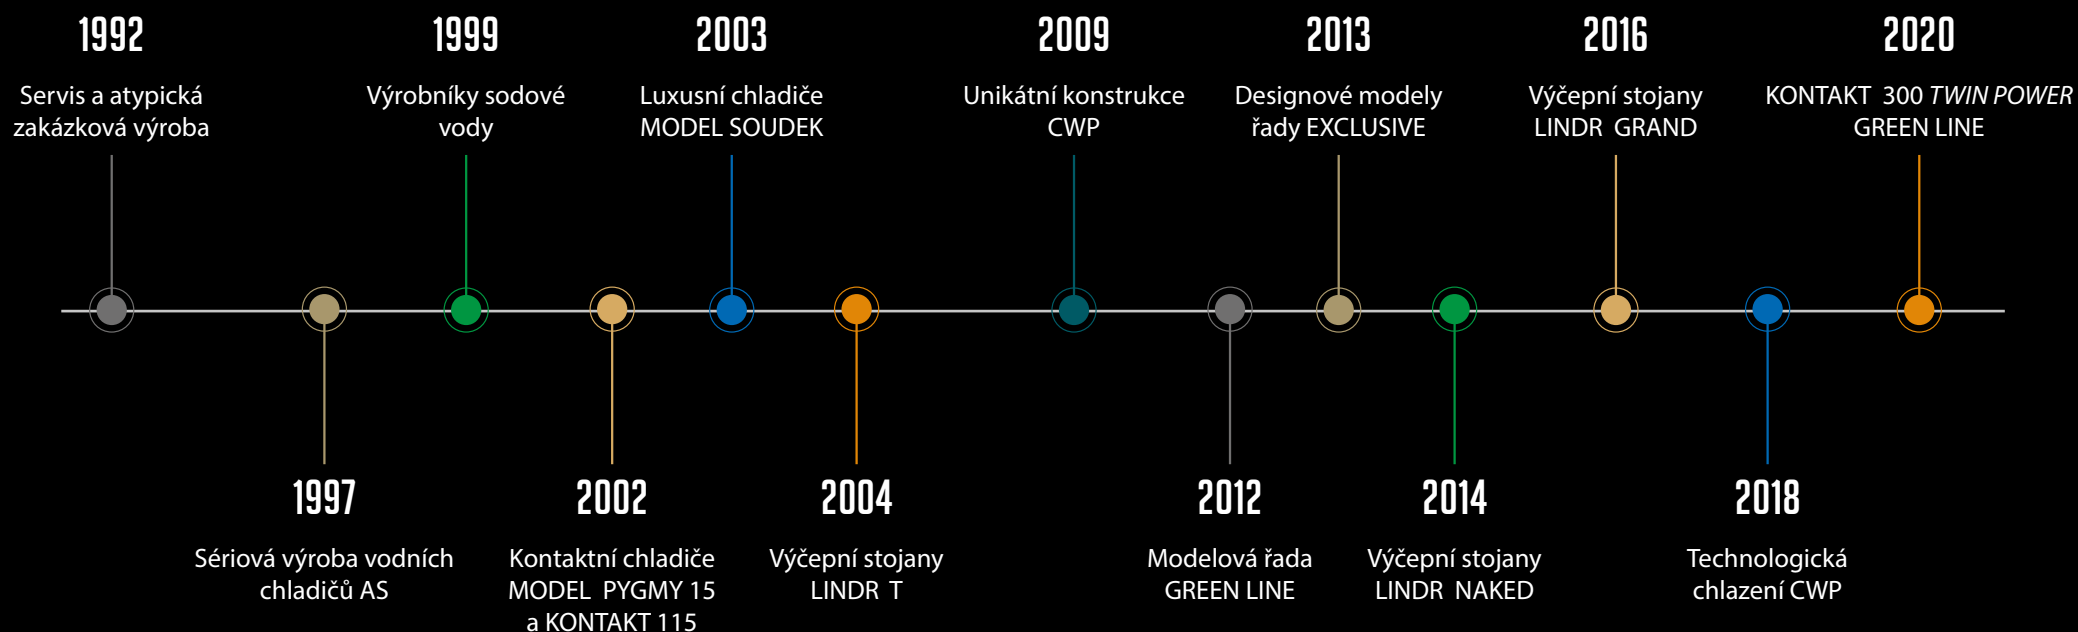 1992
Servis a atypická
zakázková výroba
1997
Sériová výroba vodních
chladičů AS
1999
Výrobníky sodové
vody
2002
Kontaktní chladiče
MODEL PYGMY 15
a KONTAKT 115
2003
Luxusní chladiče
MODEL SOUDEK
2004
Výčepní stojany
LINDR T
2009
Unikátní konstrukce
CWP
2012
Modelová řada
GREEN LINE
2013
Designové modely
řady EXCLUSIVE
2014
Výčepní stojany
LINDR NAKED
2016
Výčepní stojany
LINDR GRAND
2018
Technologická
chlazení CWP
2020
KONTAKT 300 TWIN POWER
GREEN LINE